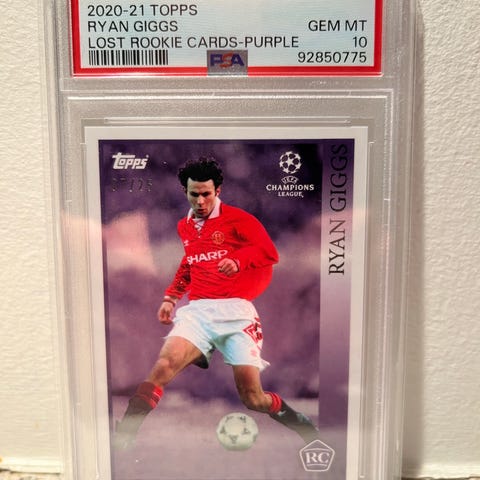 2020-21 TOPPS
RYAN GIGGS
GEM MT
LOST ROOKIE CARDS-PURPLE
10
PSA
92850775
Topps
UEFA
CHAMPIONS
LEAGUE
RYAN GIGGS
SHARP
RC